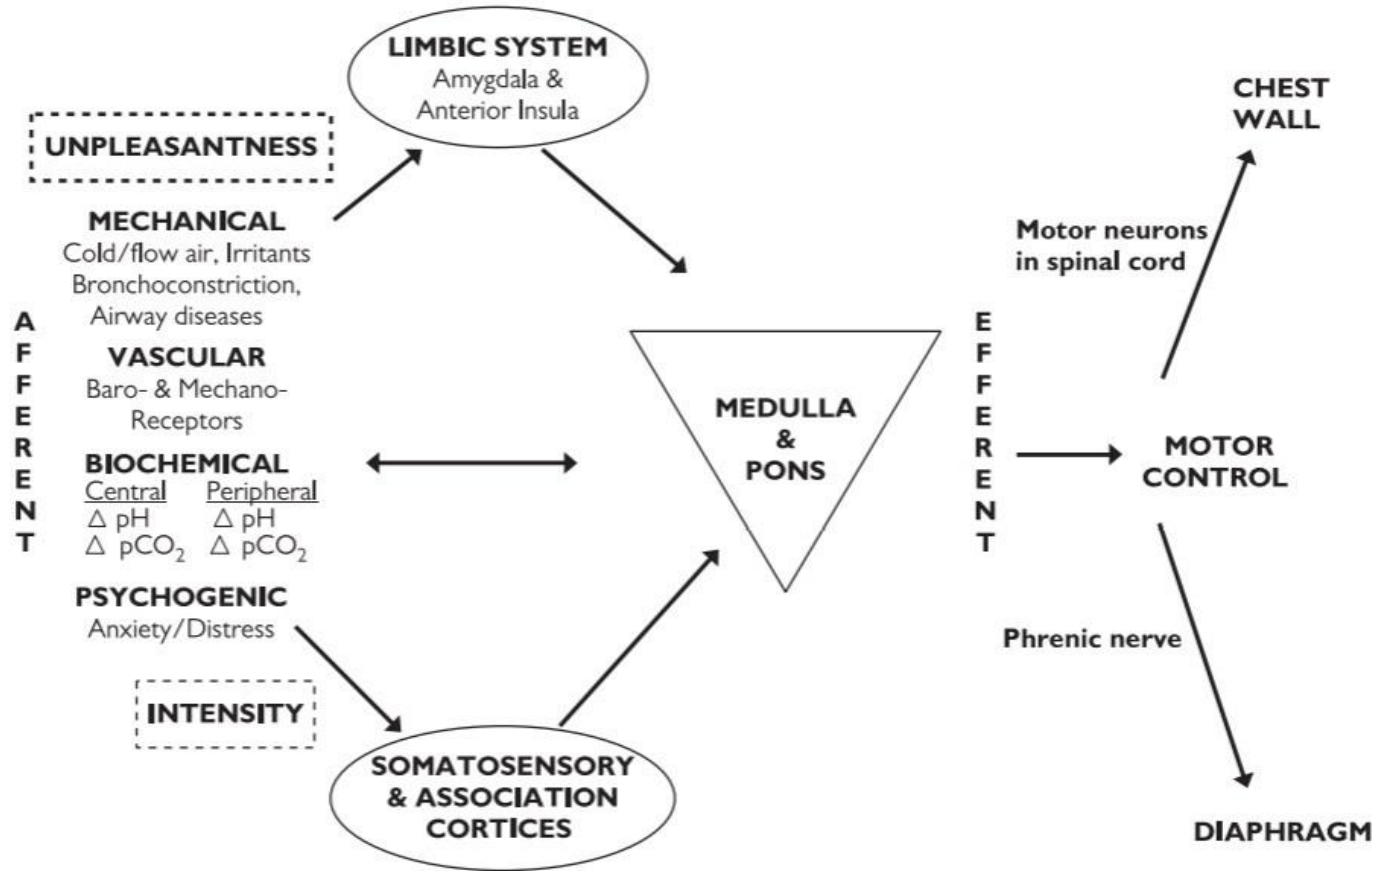 LIMBIC SYSTEM
Amygdala &
Anterior Insula
UNPLEASANTNESS
MECHANICAL
Cold/flow air, Irritants
Bronchoconstriction,
Airway diseases
VASCULAR
Baro- & Mechano-
Receptors
BIOCHEMICAL
Central Peripheral
△ pH △ pH
△ pCO₂ △ pCO₂
PSYCHOGENIC
Anxiety/Distress
INTENSITY
AFFERENT
SOMATOSENSORY
& ASSOCIATION
CORTICES
MEDULLA
&
PONS
EFFERENT
MOTOR
CONTROL
Motor neurons
in spinal cord
CHEST
WALL
Phrenic nerve
DIAPHRAGM